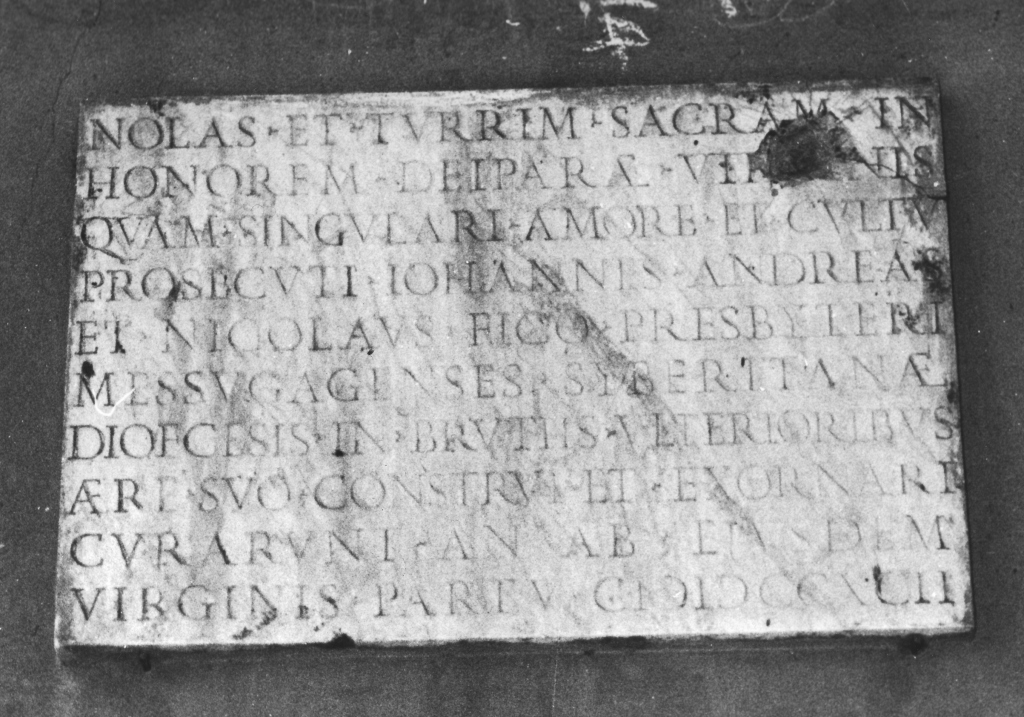 NOLAS · ET · TVRRIM · SACRAM · IN
HONOREM · DEIPARÆ · VIRGINIS
QVAM · SINGVLARI · AMORE · ET · CVLTV
PROSECVTI · IOHANNES · ANDREAS
ET · NICOLAVS · FICO · PRESBYTERI
MESSVGAGENSES · SYBERITANÆ
DIOECESIS · IN · BRVTIIS · VLTERIORIBVS
ÆRE · SVO · CONSTRVI · ET · EXORNARI
CVRARVNT · AN · AB · EIVSDEM
VIRGINIS · PARTV